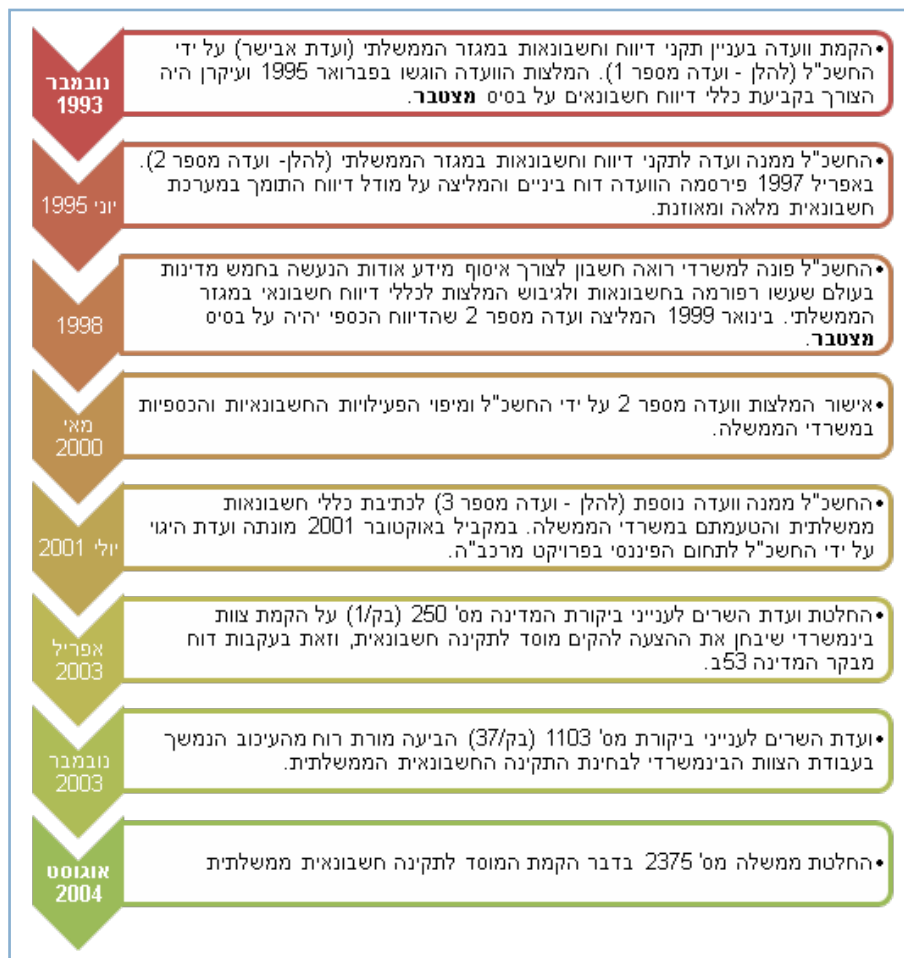 נובמבר
1993
•הקמת וועדה בעניין תקני דיווח וחשבונאות במגזר הממשלתי (ועדת אבישר) על ידי
החשכ"ל (להלן - ועדה מספר 1). המלצות הוועדה הוגשו בפברואר 1995 ועיקרן היה
הצורך בקביעת כללי דיווח חשבונאים על בסיס מצטבר.
יוני 1995
•החשכ"ל ממנה ועדה לתקני דיווח וחשבונאות במגזר הממשלתי (להלן- ועדה מספר 2).
באפריל 1997 פירסמה הוועדה דוח ביניים והמליצה על מודל דיווח התומך במערכת
חשבונאית מלאה ומאוזנת.
1998
•החשכ"ל פונה למשרדי רואה חשבון לצורך איסוף מידע אודות הנעשה בחמש מדינות
בעולם שעשו רפורמה בחשבונאות ולגיבוש המלצות לכללי דיווח חשבונאי במגזר
הממשלתי. בינואר 1999 המליצה ועדה מספר 2 שהדיווח הכספי יהיה על בסיס
מצטבר.
מאי
2000
•אישור המלצות וועדה מספר 2 על ידי החשכ"ל ומיפוי הפעילויות החשבונאיות והכספיות
במשרדי הממשלה.
יולי 2001
•החשכ"ל ממנה וועדה נוספת (להלן - ועדה מספר 3) לכתיבת כללי חשבונאות
ממשלתית והטעמתם במשרדי הממשלה. במקביל באוקטובר 2001 מונתה ועדת היגוי
על ידי החשכ"ל לתחום הפיננסי בפרויקט מרכב"ה.
אפריל
2003
•החלטת ועדת השרים לענייני ביקורת המדינה מס' 250 (בק/1) על הקמת צוות
בינמשרדי שיבחן את ההצעה להקים מוסד לתקינה חשבונאית, וזאת בעקבות דוח
מבקר המדינה 53ב.
נובמבר
2003
•ועדת השרים לענייני ביקורת מס' 1103 (בק/37) הביעה מורת רוח מהעיכוב הנמשך
בעבודת הצוות הבינמשרדי לבחינת התקינה החשבונאית הממשלתית.
אוגוסט
2004
•החלטת ממשלה מס' 2375 בדבר הקמת המוסד לתקינה חשבונאית ממשלתית